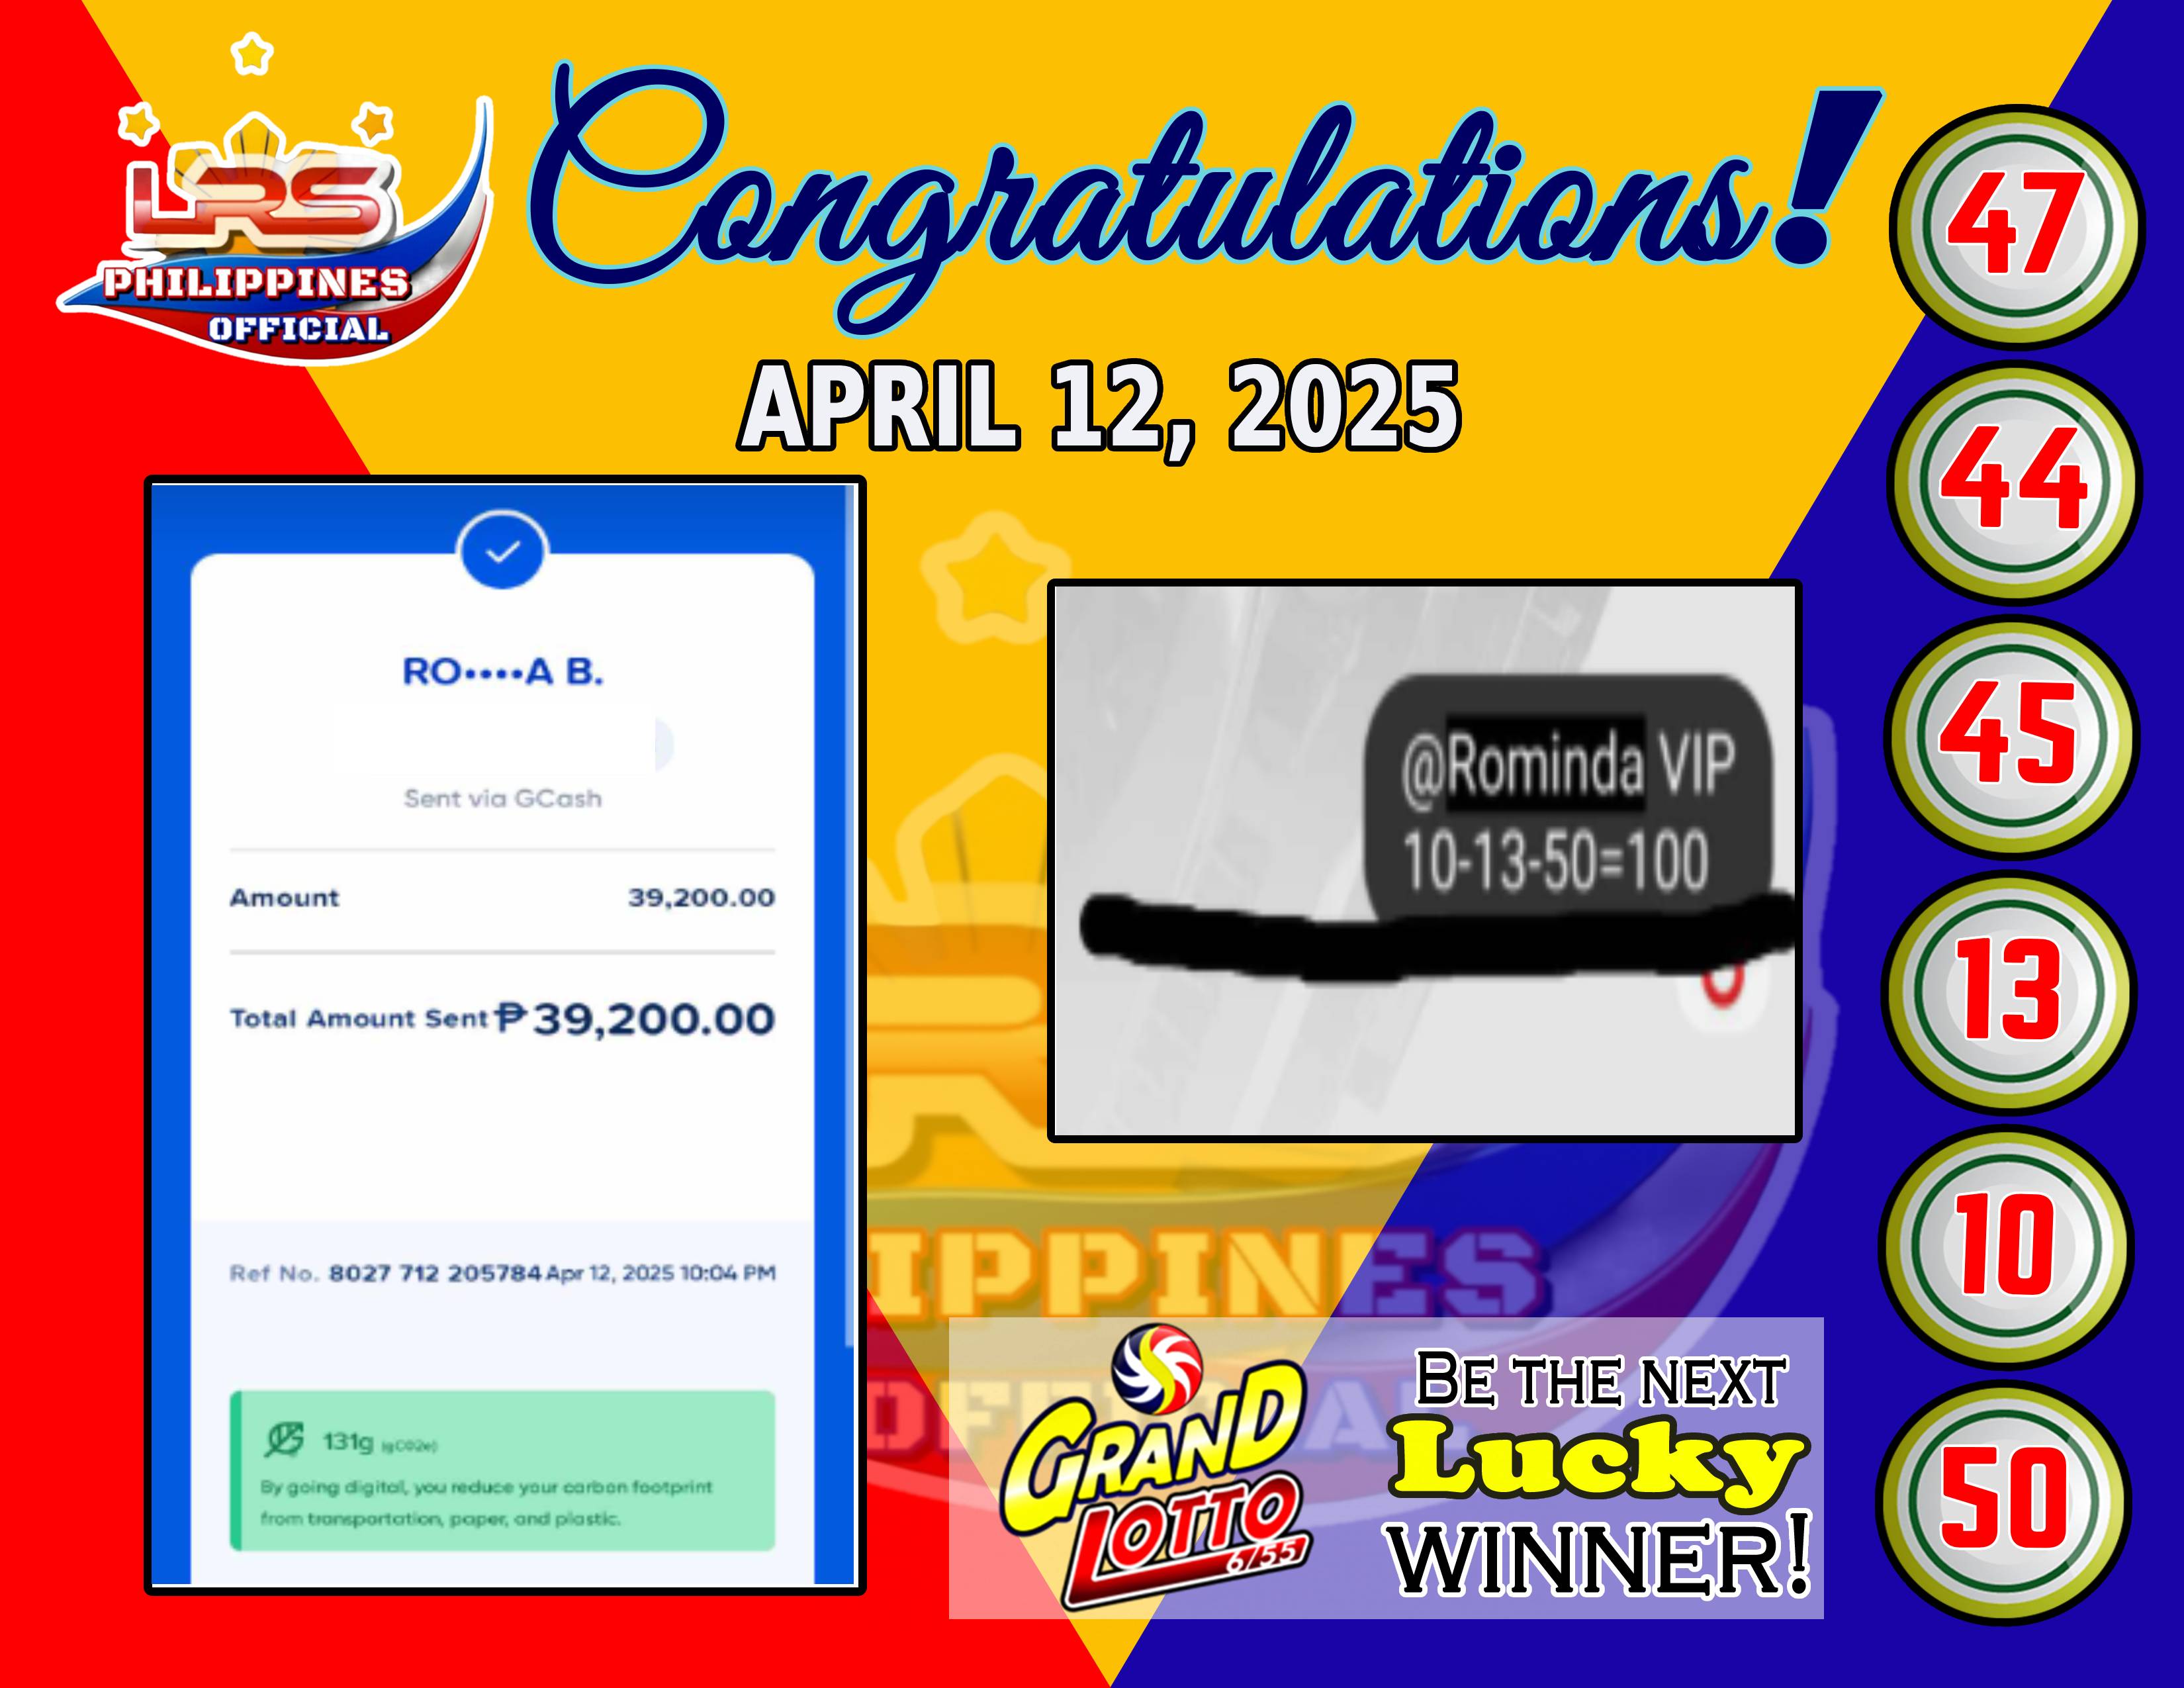 Congratulations!
LRS
PHILIPPINES
OFFICIAL
APRIL 12, 2025
RO••••A B.
Sent via GCash
Amount 39,200.00
Total Amount Sent ₱39,200.00
Ref No. 8027 712 205784 Apr 12, 2025 10:04 PM
131g (gCO2e)
By going digital, you reduce your carbon footprint
from transportation, paper, and plastic.
@Rominda VIP
10-13-50=100
IPPINES
OFFICIAL
GRAND
LOTTO
6/55
BE THE NEXT
Lucky
WINNER!
47
44
45
13
10
50